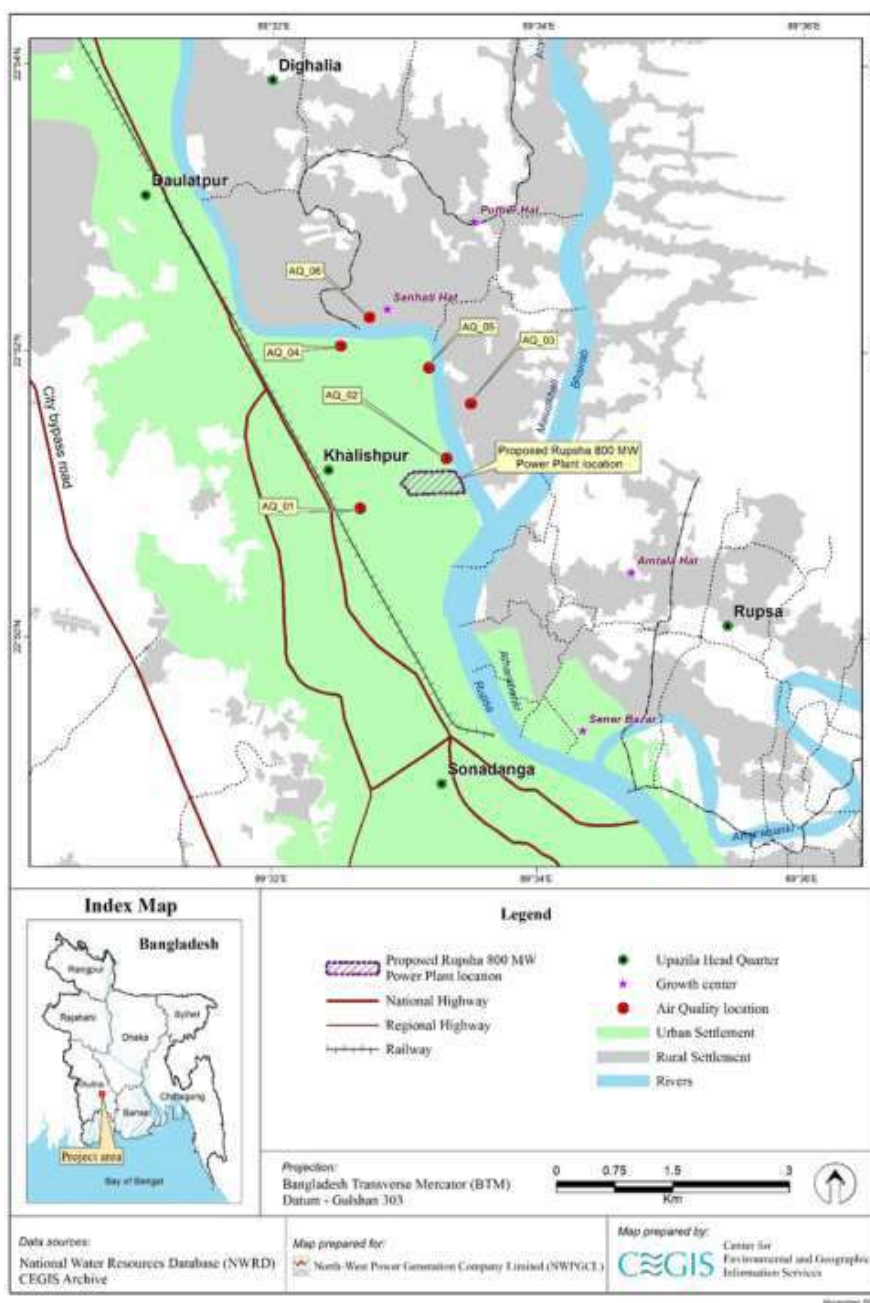 89°32'E 89°34'E 89°36'E
22°54'N
Dighalia
Daulatpur
AQ_06
Senhati Hat
AQ_05
AQ_03
22°52'N
AQ_04
AQ_02
Bhairab
City bypass road
Khalishpur
Proposed Rupsha 800 MW
Power Plant location
AQ_01
Amtala Hat
Rupsa
22°50'N
Rupsa
Sener Bazar
Sonadanga
89°32'E 89°34'E 89°36'E
Index Map
Bangladesh
Rangpur
Rajshahi
Sylhet
Dhaka
Khulna
Barisal
Chittagong
Project area
Bay of Bengal
Legend
Proposed Rupsha 800 MW
Power Plant location
National Highway
Regional Highway
Railway
Upazila Head Quarter
Growth center
Air Quality location
Urban Settlement
Rural Settlement
Rivers
Projection:
Bangladesh Transverse Mercator (BTM)
Datum - Gulshan 303
0 0.75 1.5 3
Km
Data sources:
National Water Resources Database (NWRD)
CEGIS Archive
Map prepared for:
North-West Power Generation Company Limited (NWPGCL)
Map prepared by:
CEGIS
Center for
Environmental and Geographic
Information Services